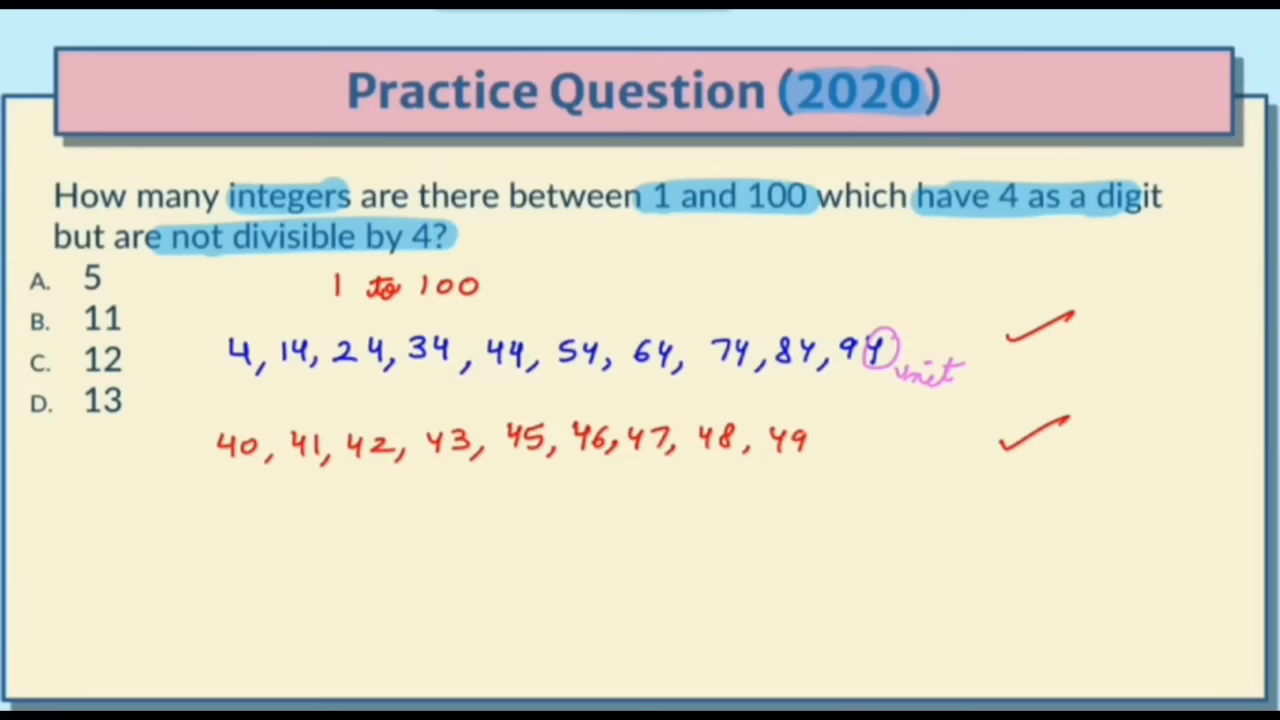 Practice Question (2020)
How many integers are there between 1 and 100 which have 4 as a digit
but are not divisible by 4?
A. 5
B. 11
C. 12
D. 13
1 to 100
4, 14, 24, 34, 44, 54, 64, 74, 84, 94
unit
40, 41, 42, 43, 45, 46, 47, 48, 49